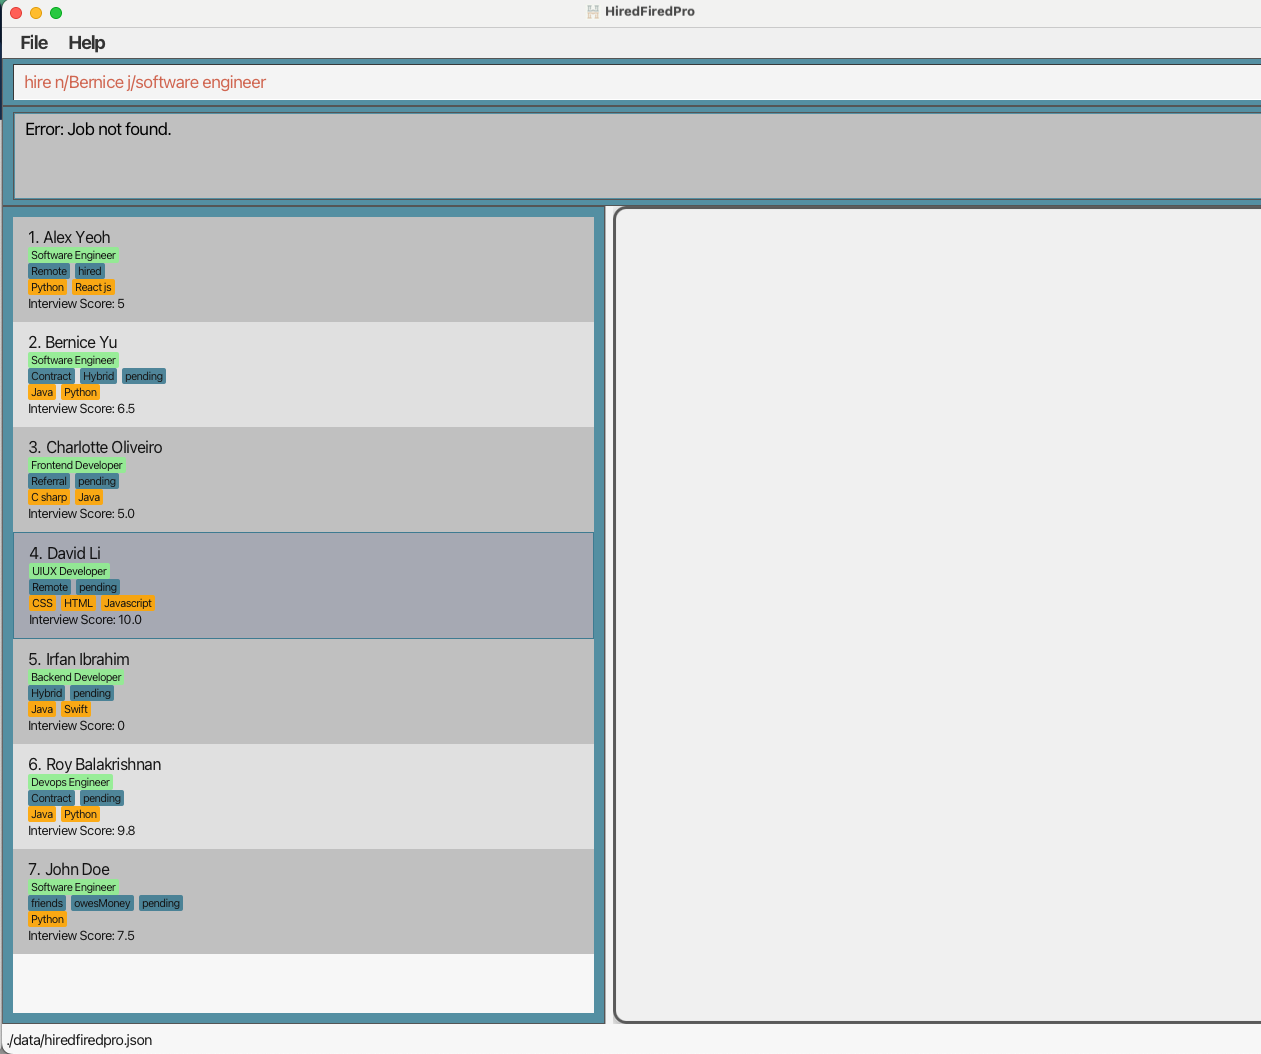 HiredFiredPro
File Help
hire n/Bernice j/software engineer
Error: Job not found.
1. Alex Yeoh
Software Engineer
Remote hired
Python React js
Interview Score: 5
2. Bernice Yu
Software Engineer
Contract Hybrid pending
Java Python
Interview Score: 6.5
3. Charlotte Oliveiro
Frontend Developer
Referral pending
C sharp Java
Interview Score: 5.0
4. David Li
UIUX Developer
Remote pending
CSS HTML Javascript
Interview Score: 10.0
5. Irfan Ibrahim
Backend Developer
Hybrid pending
Java Swift
Interview Score: 0
6. Roy Balakrishnan
Devops Engineer
Contract pending
Java Python
Interview Score: 9.8
7. John Doe
Software Engineer
friends owesMoney pending
Python
Interview Score: 7.5
./data/hiredfiredpro.json